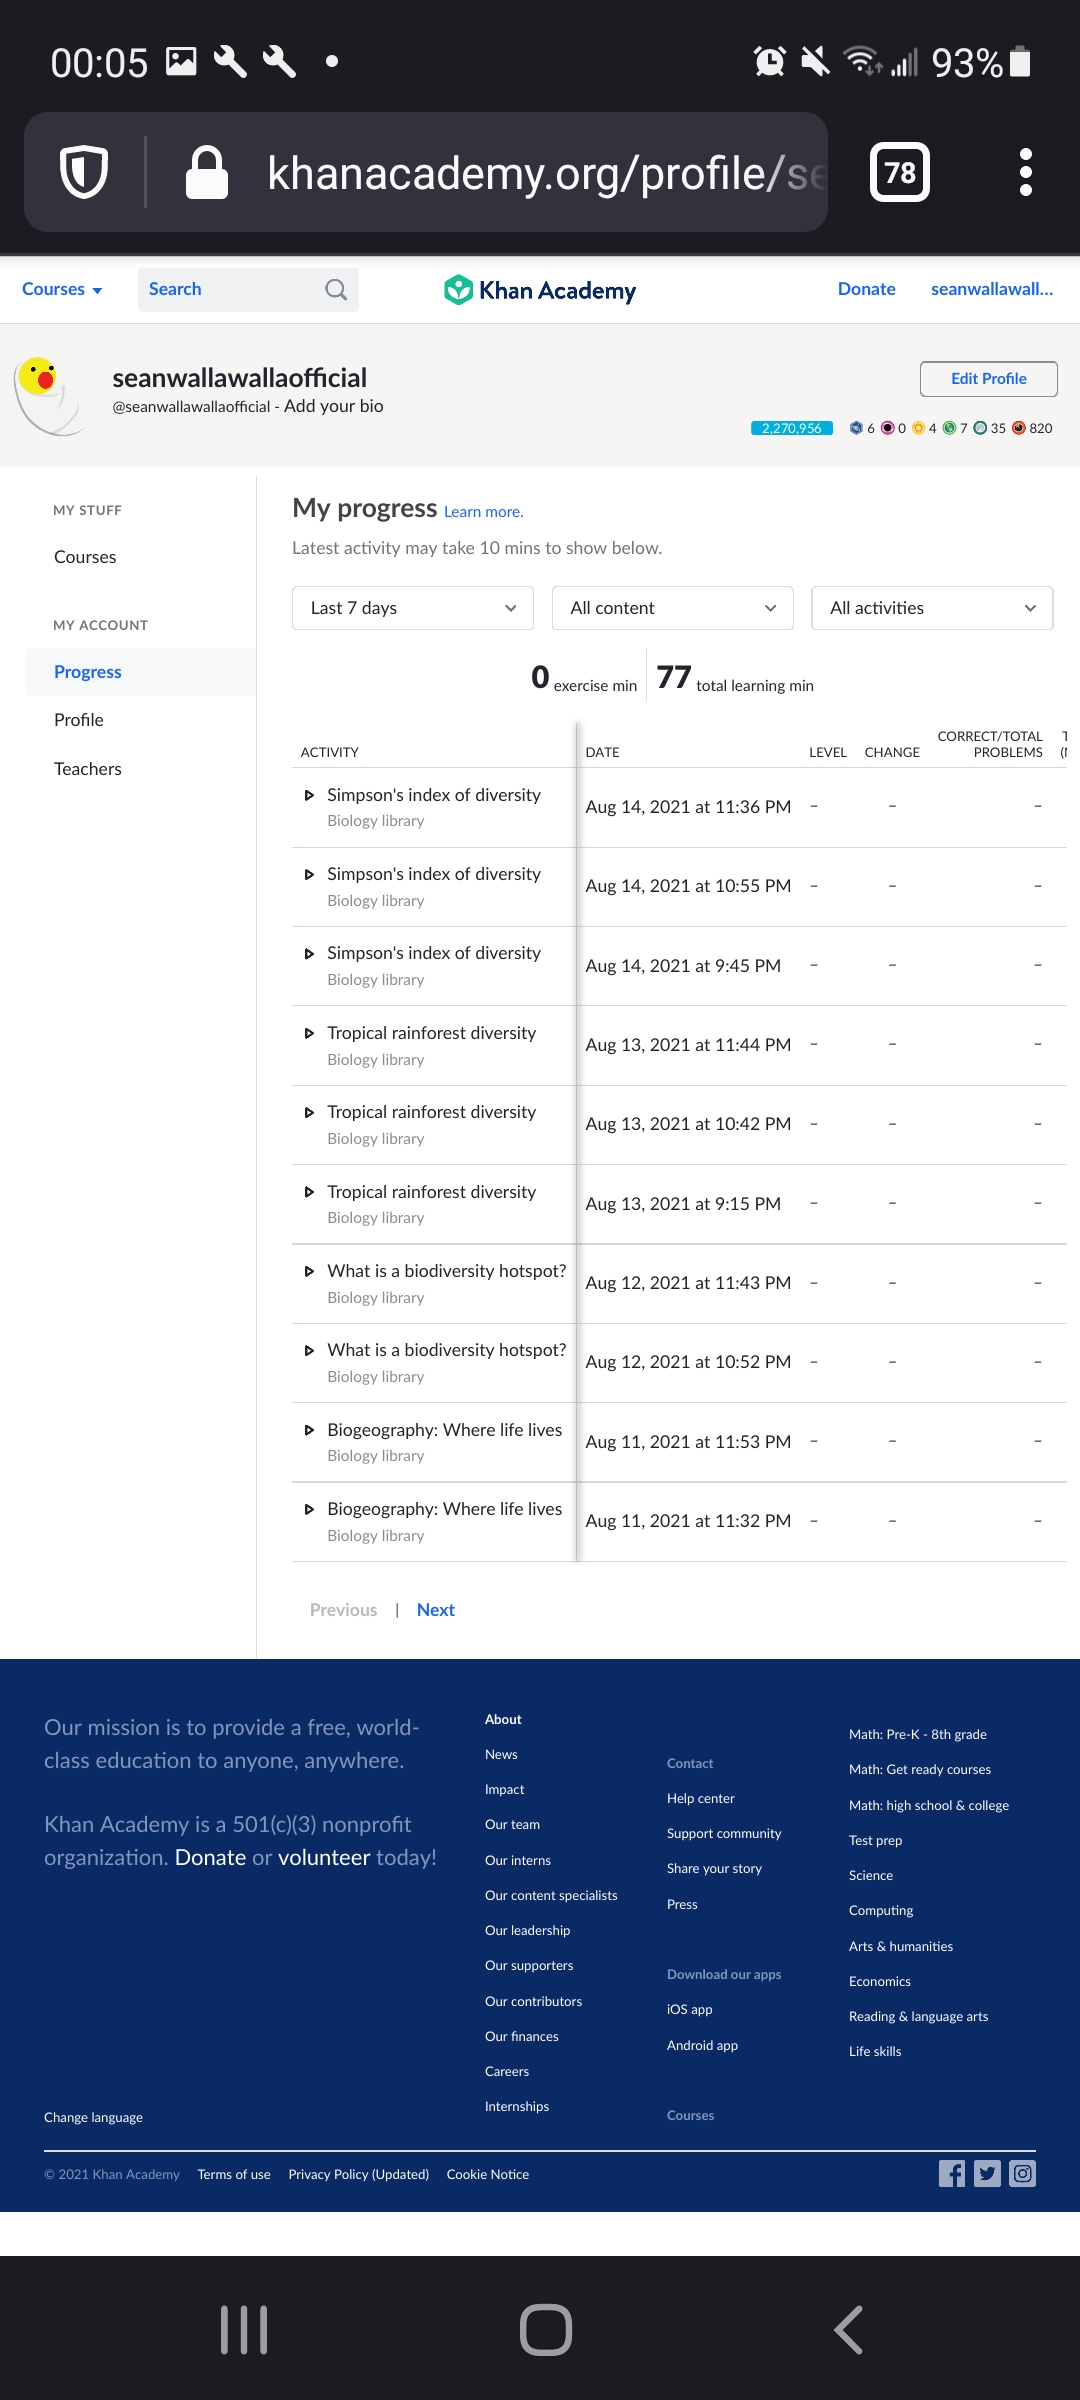 00:05
93%
khanacademy.org/profile/se
78
Courses
Search
Khan Academy
Donate
seanwallawall...
seanwallawallaofficial
@seanwallawallaofficial - Add your bio
Edit Profile
2,270,956 6 0 4 7 35 820
MY STUFF
Courses
MY ACCOUNT
Progress
Profile
Teachers
My progress Learn more.
Latest activity may take 10 mins to show below.
Last 7 days
All content
All activities
0 exercise min
77 total learning min
ACTIVITY DATE LEVEL CHANGE CORRECT/TOTAL PROBLEMS
Simpson's index of diversity
Biology library
Aug 14, 2021 at 11:36 PM – – –
Simpson's index of diversity
Biology library
Aug 14, 2021 at 10:55 PM – – –
Simpson's index of diversity
Biology library
Aug 14, 2021 at 9:45 PM – – –
Tropical rainforest diversity
Biology library
Aug 13, 2021 at 11:44 PM – – –
Tropical rainforest diversity
Biology library
Aug 13, 2021 at 10:42 PM – – –
Tropical rainforest diversity
Biology library
Aug 13, 2021 at 9:15 PM – – –
What is a biodiversity hotspot?
Biology library
Aug 12, 2021 at 11:43 PM – – –
What is a biodiversity hotspot?
Biology library
Aug 12, 2021 at 10:52 PM – – –
Biogeography: Where life lives
Biology library
Aug 11, 2021 at 11:53 PM – – –
Biogeography: Where life lives
Biology library
Aug 11, 2021 at 11:32 PM – – –
Previous | Next
Our mission is to provide a free, world-
class education to anyone, anywhere.
Khan Academy is a 501(c)(3) nonprofit
organization. Donate or volunteer today!
About
News
Impact
Our team
Our interns
Our content specialists
Our leadership
Our supporters
Our contributors
Our finances
Careers
Internships
Contact
Help center
Support community
Share your story
Press
Download our apps
iOS app
Android app
Courses
Math: Pre-K - 8th grade
Math: Get ready courses
Math: high school & college
Test prep
Science
Computing
Arts & humanities
Economics
Reading & language arts
Life skills
Change language
© 2021 Khan Academy Terms of use Privacy Policy (Updated) Cookie Notice